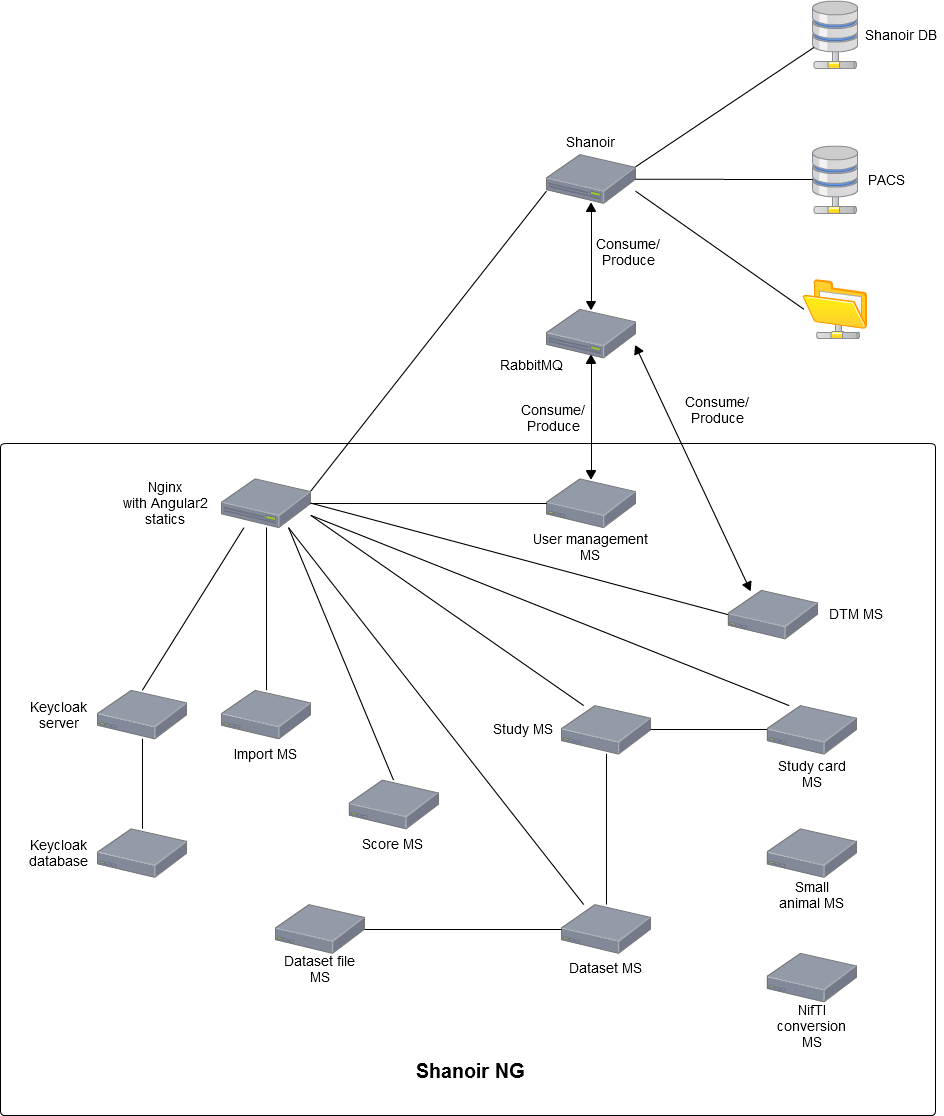 Shanoir DB
Shanoir
PACS
Consume/
Produce
RabbitMQ
Consume/
Produce
Consume/
Produce
Nginx
with Angular2
statics
User management
MS
DTM MS
Keycloak
server
Import MS
Study MS
Study card
MS
Score MS
Keycloak
database
Small
animal MS
Dataset file
MS
Dataset MS
NifTI
conversion
MS
Shanoir NG